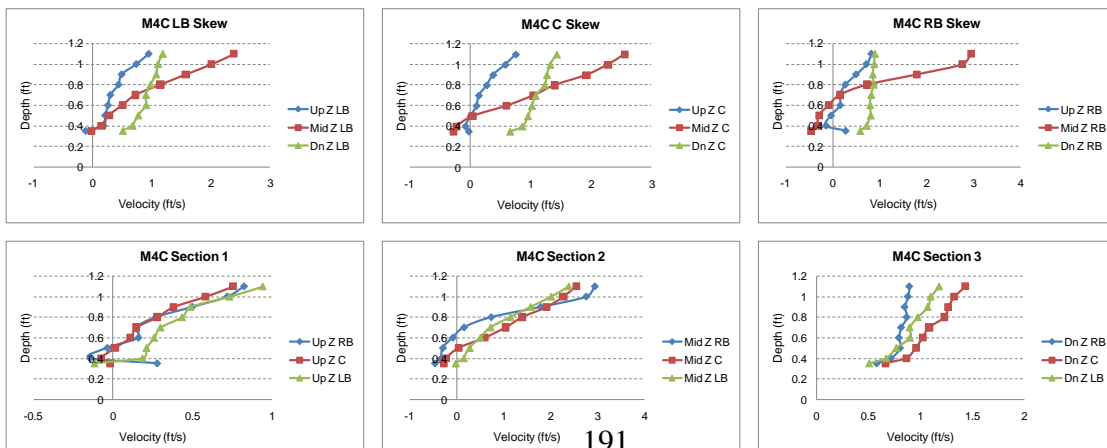 M4C LB Skew
1.2
1
0.8
0.6
0.4
0.2
0
Depth (ft)
-1 0 1 2 3
Velocity (ft/s)
Up Z LB
Mid Z LB
Dn Z LB
M4C C Skew
1.2
1
0.8
0.6
0.4
0.2
0
Depth (ft)
-1 0 1 2 3
Velocity (ft/s)
Up Z C
Mid Z C
Dn Z C
M4C RB Skew
1.2
1
0.8
0.6
0.4
0.2
0
Depth (ft)
-1 0 1 2 3 4
Velocity (ft/s)
Up Z RB
Mid Z RB
Dn Z RB
M4C Section 1
1.2
1
0.8
0.6
0.4
0.2
0
Depth (ft)
-0.5 0 0.5 1
Velocity (ft/s)
Up Z RB
Up Z C
Up Z LB
M4C Section 2
1.2
1
0.8
0.6
0.4
0.2
0
Depth (ft)
-1 0 1 2 3 4
Velocity (ft/s)
Mid Z RB
Mid Z C
Mid Z LB
M4C Section 3
1.2
1
0.8
0.6
0.4
0.2
0
Depth (ft)
0 0.5 1 1.5 2
Velocity (ft/s)
Dn Z RB
Dn Z C
Dn Z LB
191